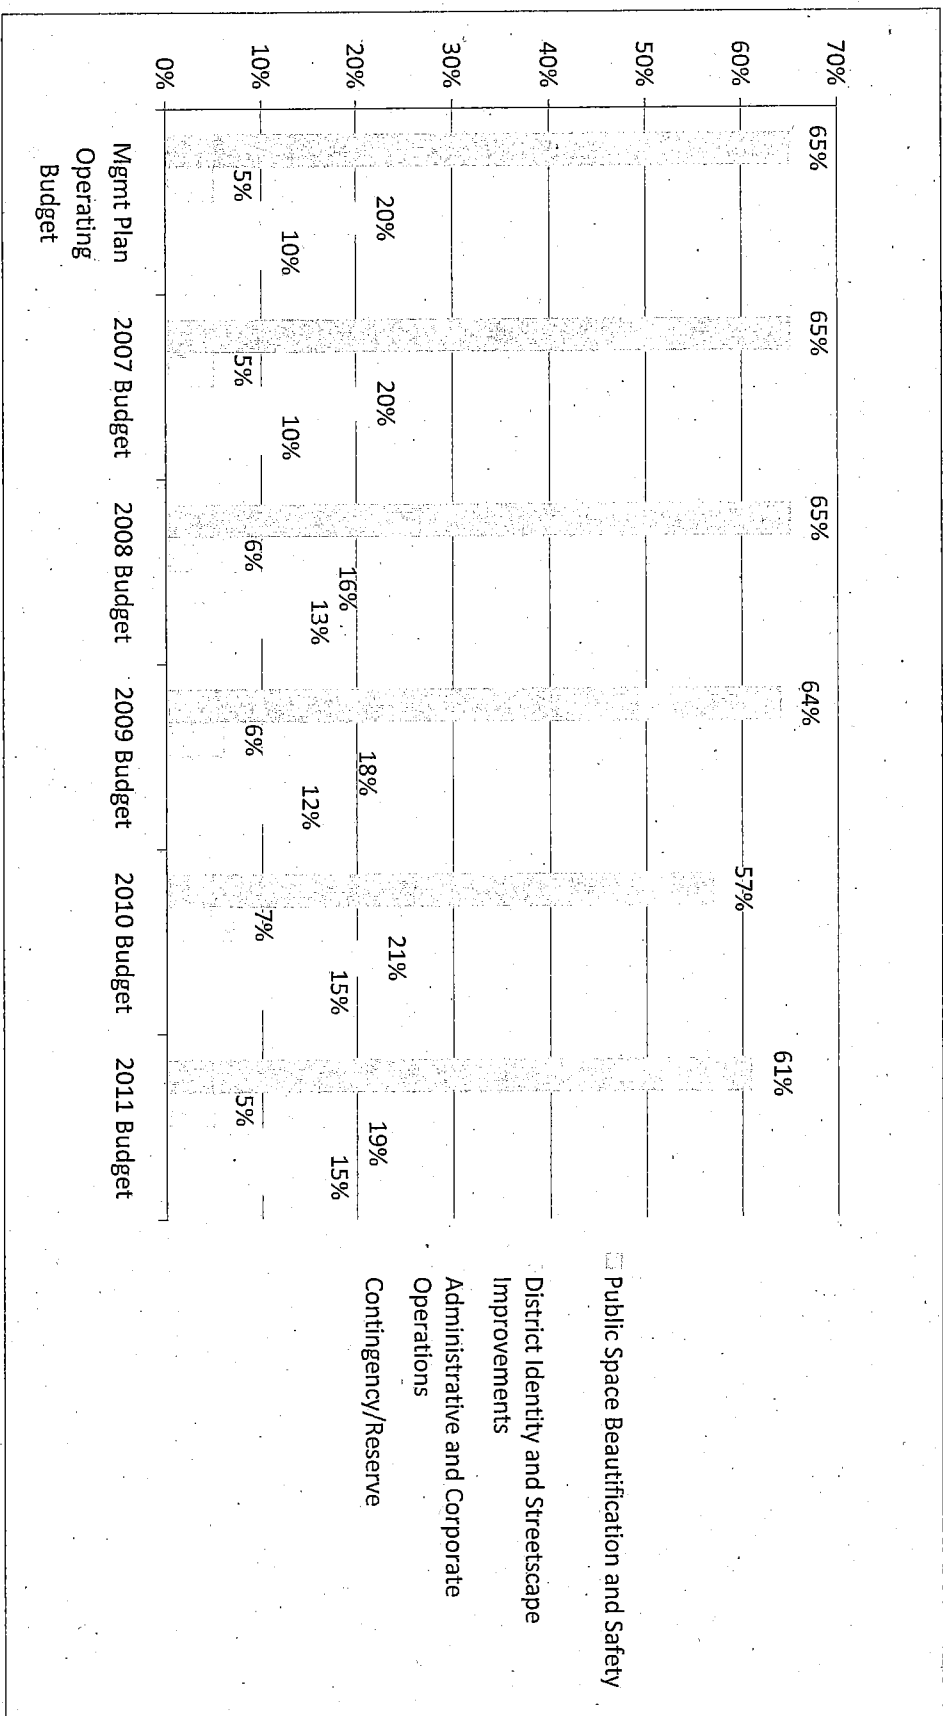 70%
60%
50%
40%
30%
20%
10%
0%
65%
5%
20%
10%
65%
5%
20%
10%
65%
6%
16%
13%
64%
6%
18%
12%
57%
7%
21%
15%
61%
5%
19%
15%
Mgmt Plan
Operating
Budget
2007 Budget
2008 Budget
2009 Budget
2010 Budget
2011 Budget
Public Space Beautification and Safety
District Identity and Streetscape
Improvements
Administrative and Corporate
Operations
Contingency/Reserve